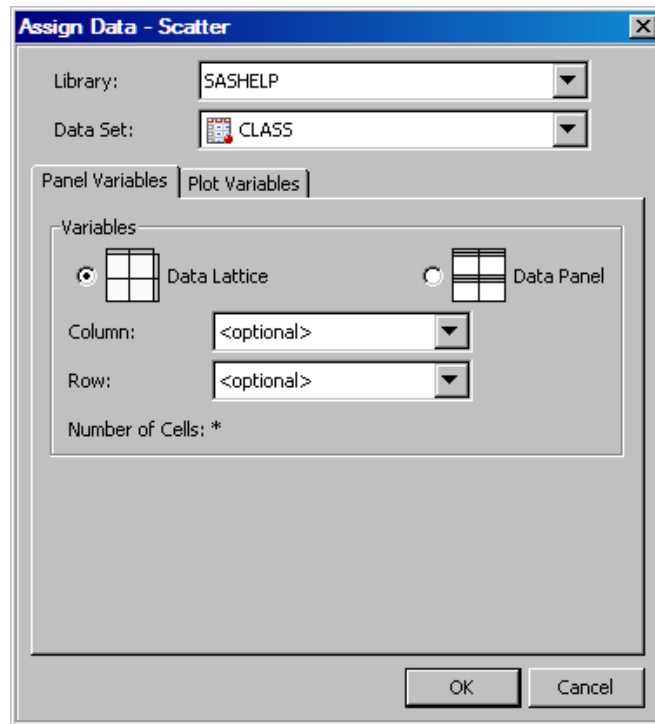 Assign Data - Scatter
Library: SASHELP
Data Set: CLASS
Panel Variables Plot Variables
Variables
Data Lattice Data Panel
Column: <optional>
Row: <optional>
Number of Cells: *
OK Cancel